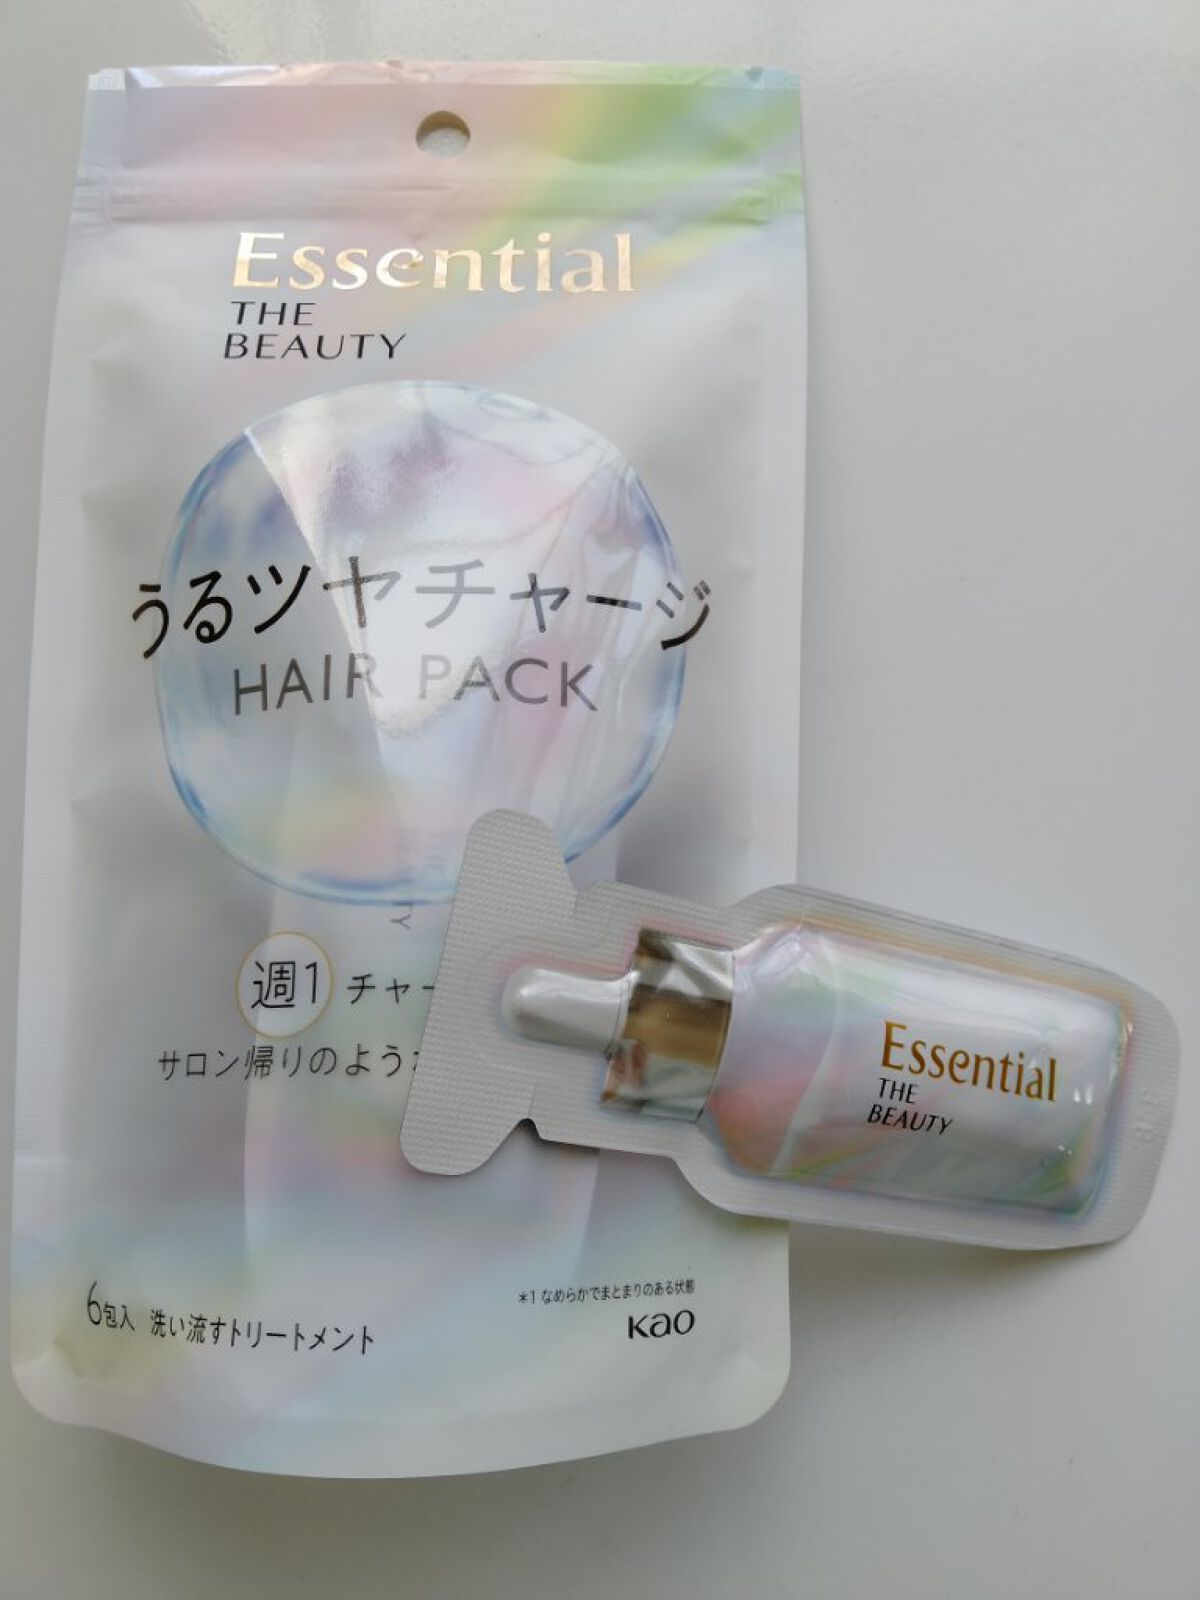 Essential
THE
BEAUTY
うるツヤチャージ
HAIR PACK
週1 チャー
サロン帰りのような
6包入 洗い流すトリートメント
*1 なめらかでまとまりのある状態
Kao
Essential
THE
BEAUTY